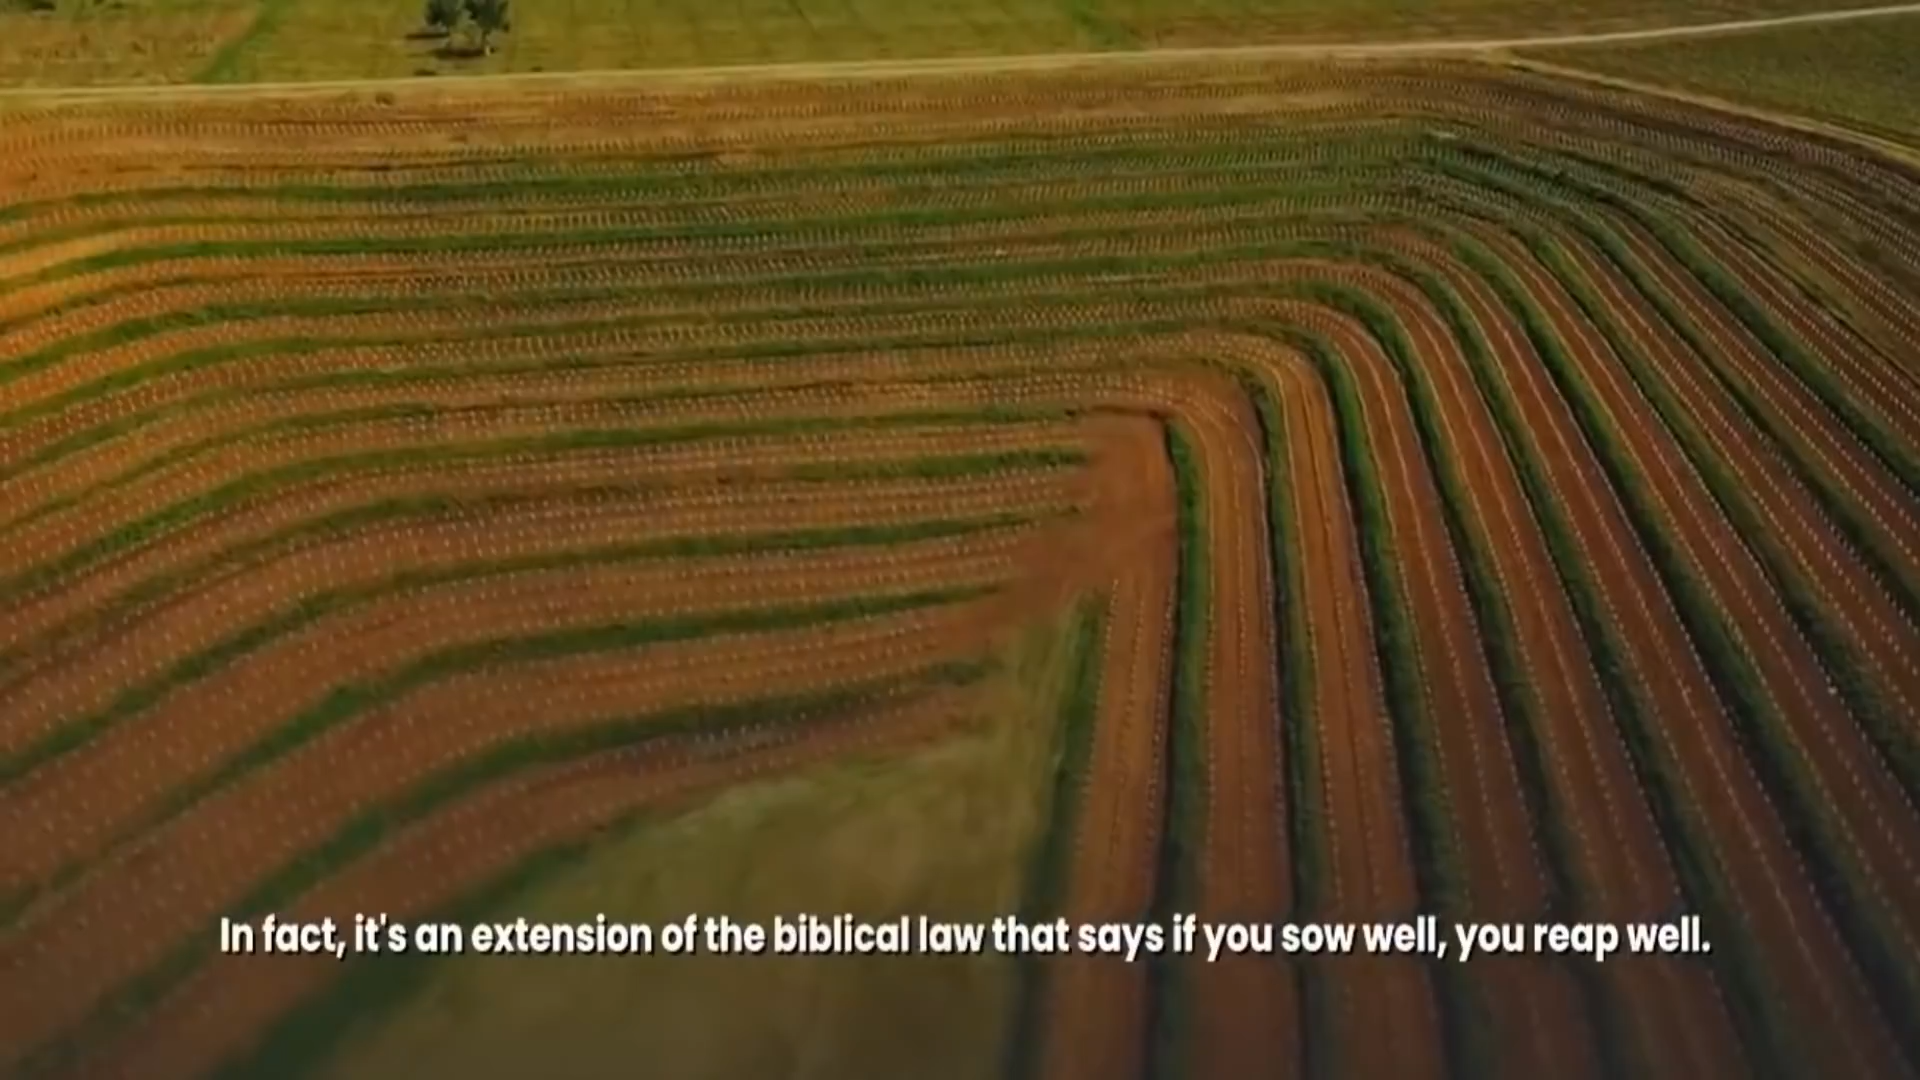 In fact, it's an extension of the biblical law that says if you sow well, you reap well.